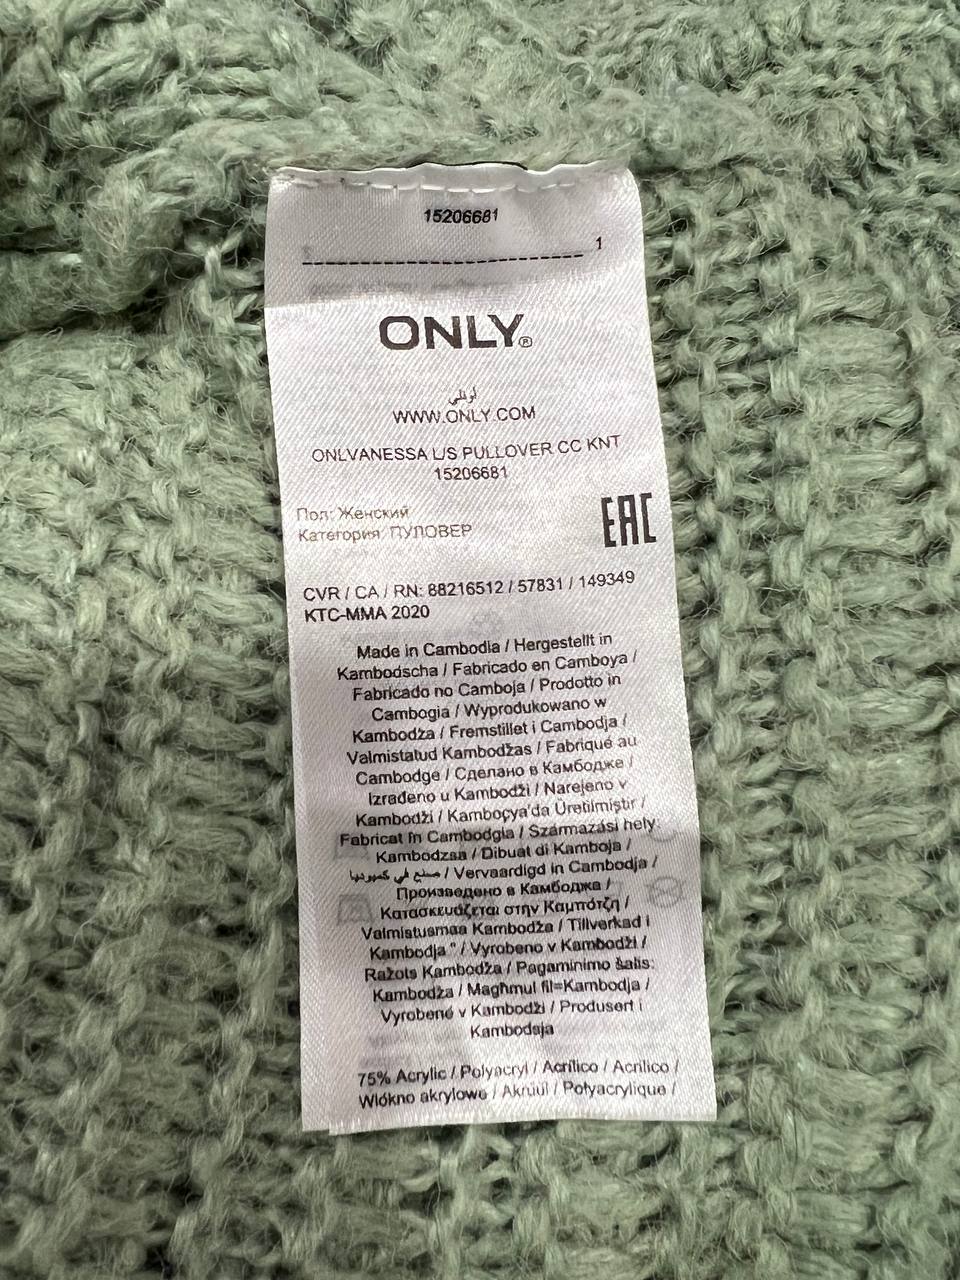 15206681
1
ONLY®
أونلي
WWW.ONLY.COM
ONLVANESSA L/S PULLOVER CC KNT
15206681
Пол: Женский
Категория: ПУЛОВЕР
EAC
CVR / CA / RN: 88216512 / 57831 / 149349
KTC-MMA 2020
Made in Cambodia / Hergestellt in
Kambodscha / Fabricado en Camboya /
Fabricado no Camboja / Prodotto in
Cambogia / Wyprodukowano w
Kambodża / Fremstillet i Cambodja /
Valmistatud Kambodžas / Fabriqué au
Cambodge / Сделано в Камбодже /
Izrađeno u Kambodži / Narejeno v
Kambodži / Kamboçya'da Üretilmiştir /
Fabricat în Cambodgia / Származási hely:
Kambodzsa / Dibuat di Kamboja /
صنع في كمبوديا / Vervaardigd in Cambodja /
Произведено в Камбоджа /
Κατασκευάζεται στην Καμπότζη /
Valmistusmaa Kambodža / Tillverkad i
Kambodja " / Vyrobeno v Kambodži /
Ražots Kambodža / Pagaminimo šalis:
Kambodža / Magħmul fil=Kambodja /
Vyrobené v Kambodži / Produsert i
Kambodsja
75% Acrylic / Polyacryl / Acrílico / Acrilico /
Włókno akrylowe / Akrüül / Polyacrylique /